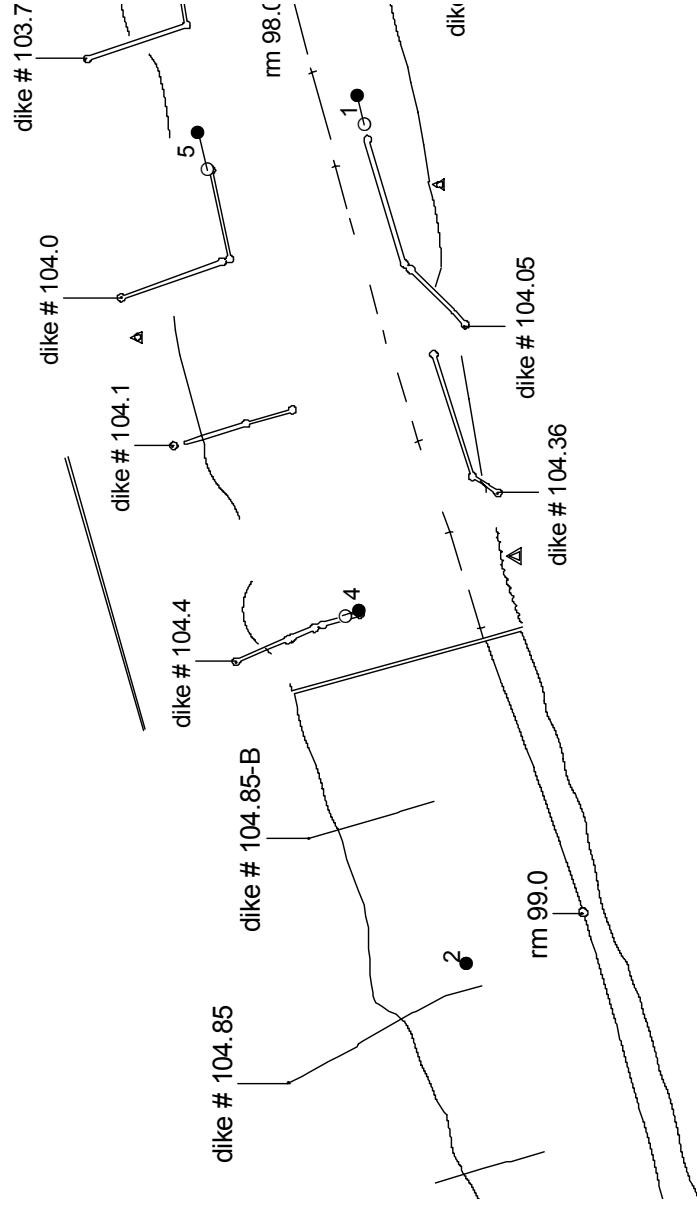 dike # 103.7
rm 98.0
dike # 104.0
5
1
dike # 104.1
dike # 104.05
dike # 104.36
dike # 104.4
4
dike # 104.85-B
2
rm 99.0
dike # 104.85